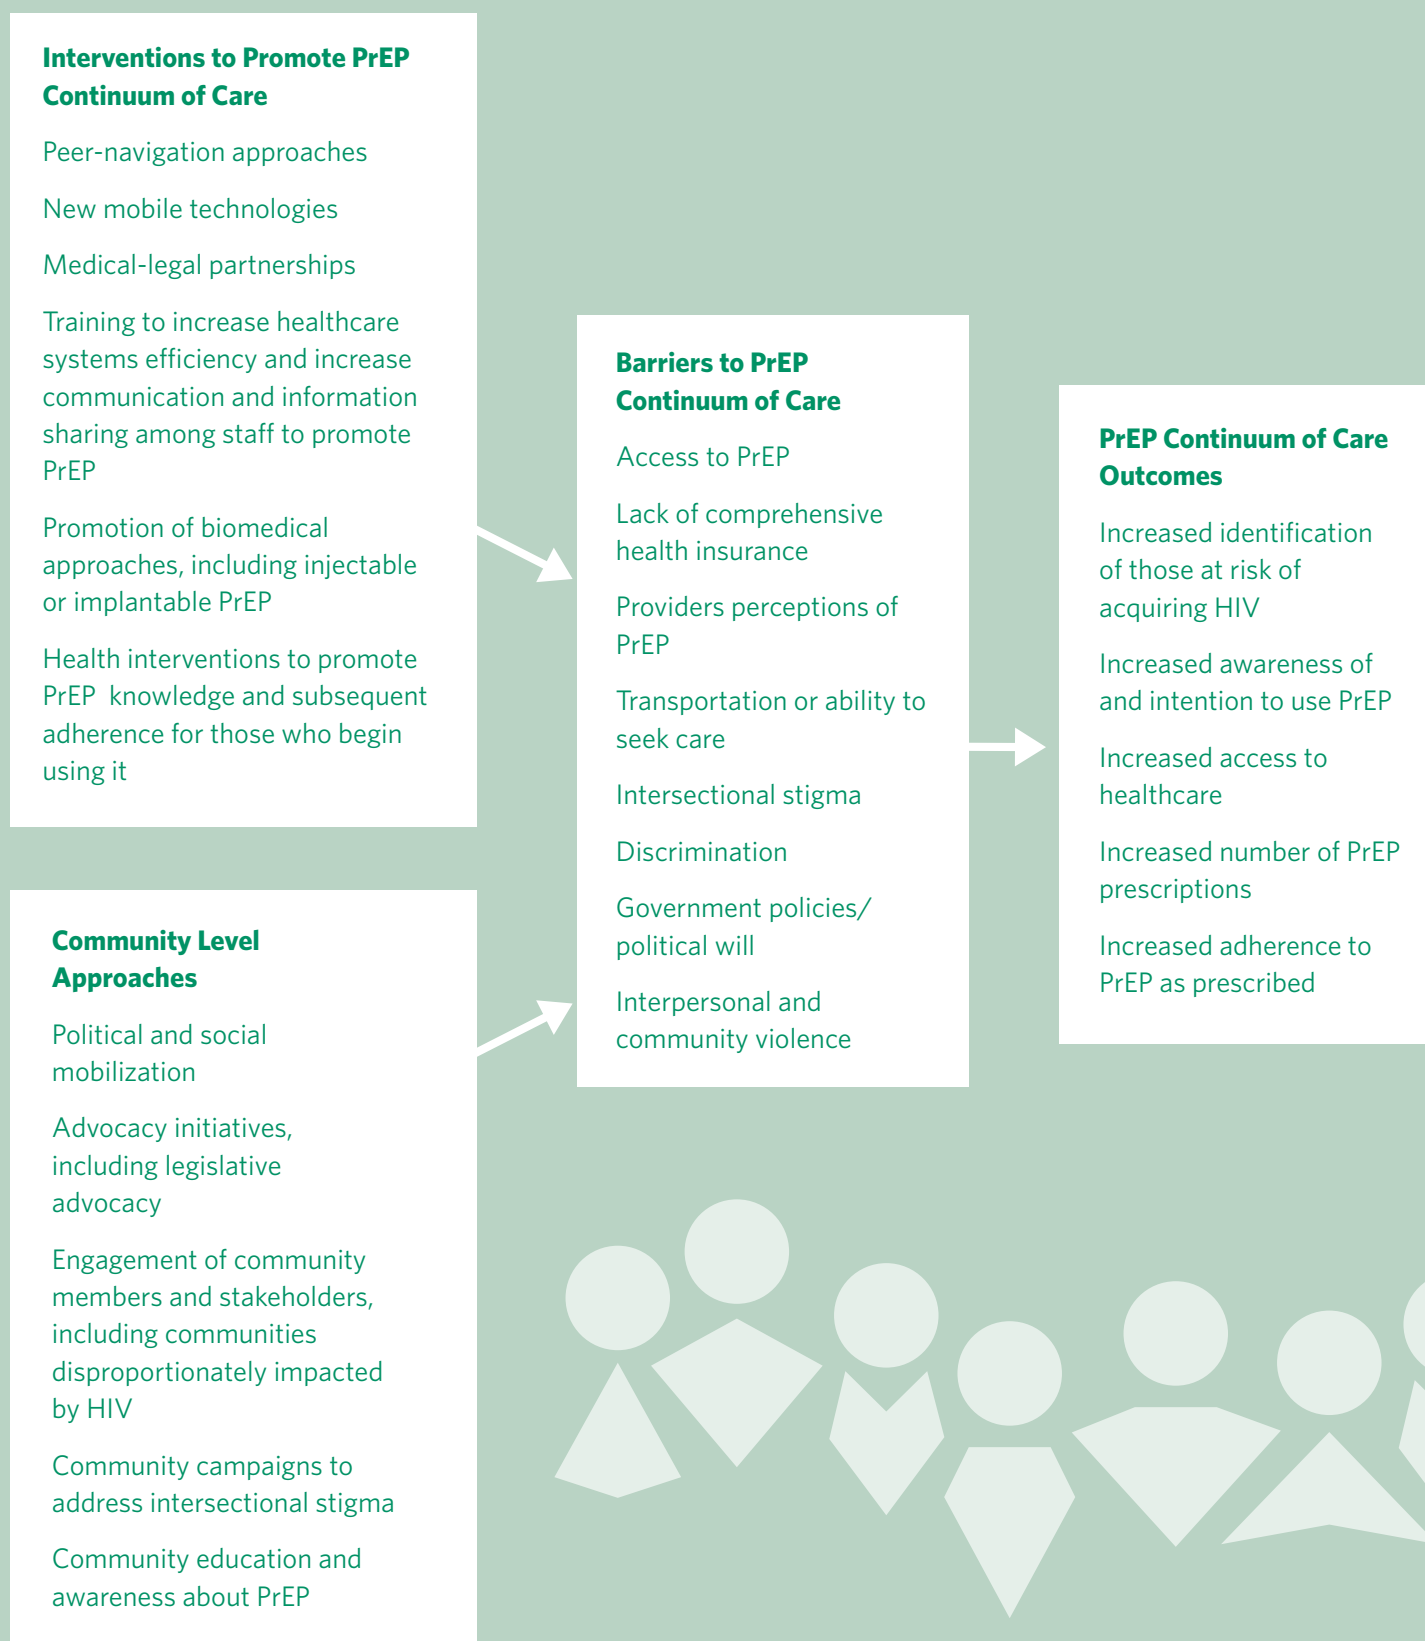 Interventions to Promote PrEP
Continuum of Care
Peer-navigation approaches
New mobile technologies
Medical-legal partnerships
Training to increase healthcare
systems efficiency and increase
communication and information
sharing among staff to promote
PrEP
Promotion of biomedical
approaches, including injectable
or implantable PrEP
Health interventions to promote
PrEP  knowledge and subsequent
adherence for those who begin
using it
Community Level
Approaches
Political and social
mobilization
Advocacy initiatives,
including legislative
advocacy
Engagement of community
members and stakeholders,
including communities
disproportionately impacted
by HIV
Community campaigns to
address intersectional stigma
Community education and
awareness about PrEP
Barriers to PrEP
Continuum of Care
Access to PrEP
Lack of comprehensive
health insurance
Providers perceptions of
PrEP
Transportation or ability to
seek care
Intersectional stigma
Discrimination
Government policies/
political will
Interpersonal and
community violence
PrEP Continuum of Care
Outcomes
Increased identification
of those at risk of
acquiring HIV
Increased awareness of
and intention to use PrEP
Increased access to
healthcare
Increased number of PrEP
prescriptions
Increased adherence to
PrEP as prescribed